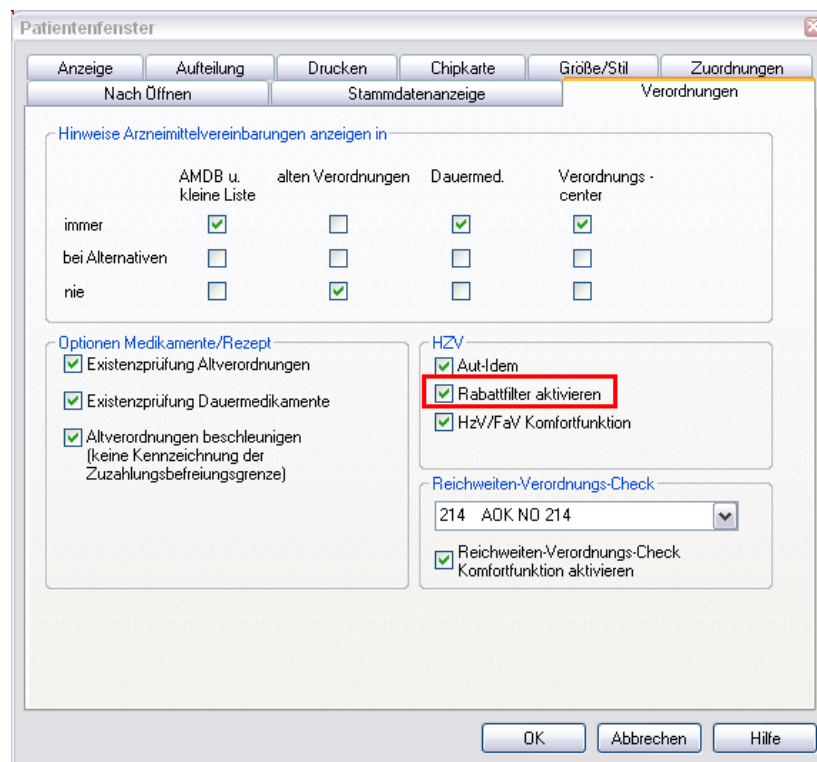 Patientenfenster
Anzeige Aufteilung Drucken Chipkarte Größe/Stil Zuordnungen
Nach Öffnen Stammdatenanzeige Verordnungen
Hinweise Arzneimittelvereinbarungen anzeigen in
AMDB u. alten Verordnungen Dauermed. Verordnungs -
kleine Liste center
immer
bei Alternativen
nie
Optionen Medikamente/Rezept
Existenzprüfung Altverordnungen
Existenzprüfung Dauermedikamente
Altverordnungen beschleunigen
(keine Kennzeichnung der
Zuzahlungsbefreiungsgrenze)
HZV
Aut-Idem
Rabattfilter aktivieren
HzV/FaV Komfortfunktion
Reichweiten-Verordnungs-Check
214 AOK NO 214
Reichweiten-Verordnungs-Check
Komfortfunktion aktivieren
OK Abbrechen Hilfe